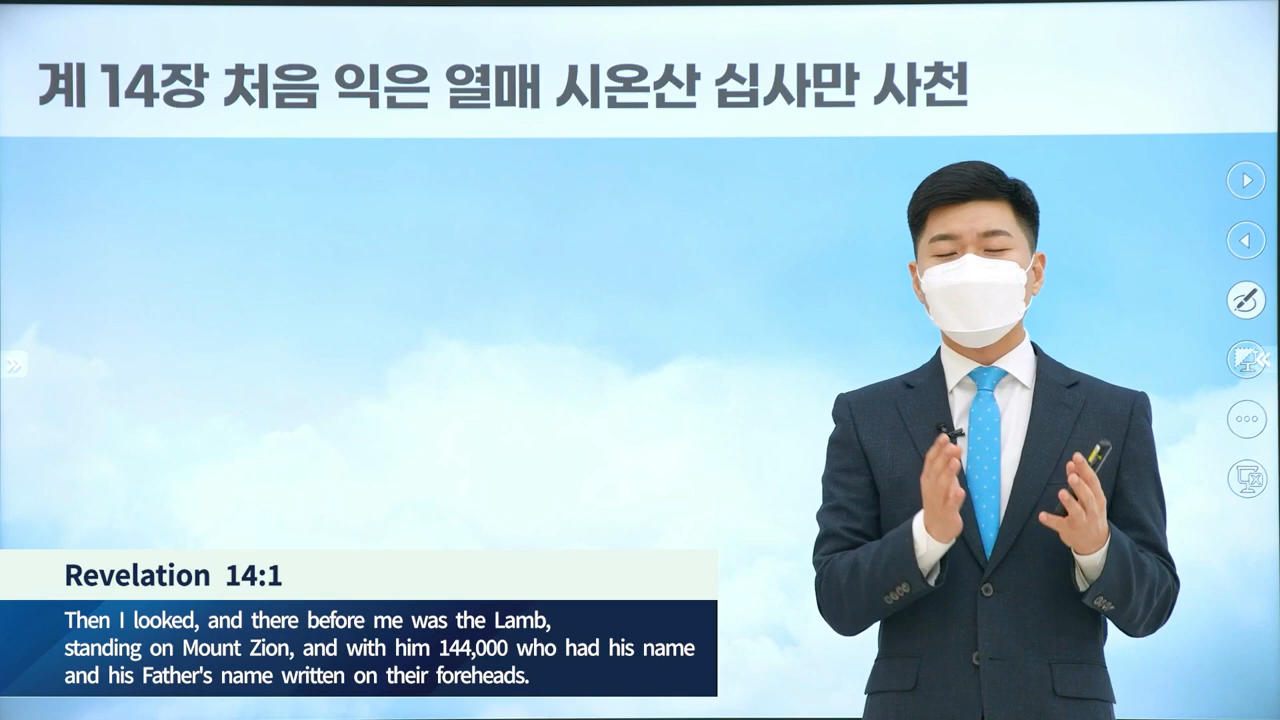 계 14장 처음 익은 열매 시온산 십사만 사천
Revelation 14:1
Then I looked, and there before me was the Lamb,
standing on Mount Zion, and with him 144,000 who had his name
and his Father's name written on their foreheads.